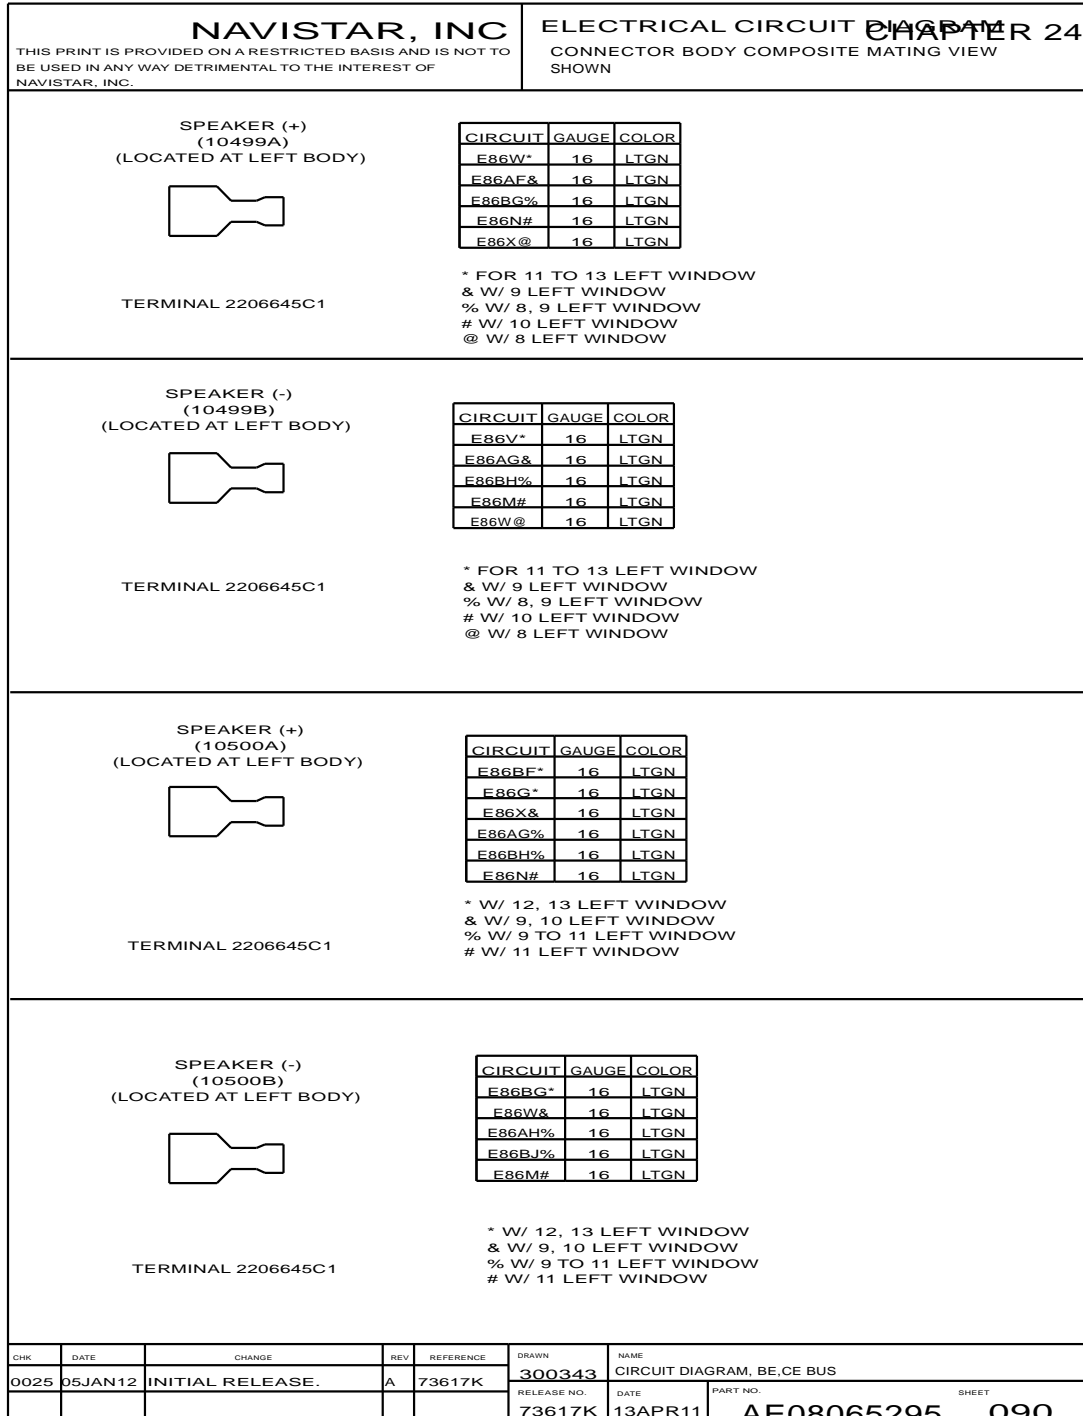 NAVISTAR, INC
THIS PRINT IS PROVIDED ON A RESTRICTED BASIS AND IS NOT TO
BE USED IN ANY WAY DETRIMENTAL TO THE INTEREST OF
NAVISTAR, INC.
ELECTRICAL CIRCUIT DIAGRAM
CHAPTER 24
CONNECTOR BODY COMPOSITE MATING VIEW
SHOWN
SPEAKER (+)
(10499A)
(LOCATED AT LEFT BODY)
TERMINAL 2206645C1
CIRCUIT GAUGE COLOR
E86W* 16 LTGN
E86AF& 16 LTGN
E86BG% 16 LTGN
E86N# 16 LTGN
E86X@ 16 LTGN
* FOR 11 TO 13 LEFT WINDOW
& W/ 9 LEFT WINDOW
% W/ 8, 9 LEFT WINDOW
# W/ 10 LEFT WINDOW
@ W/ 8 LEFT WINDOW
SPEAKER (-)
(10499B)
(LOCATED AT LEFT BODY)
TERMINAL 2206645C1
CIRCUIT GAUGE COLOR
E86V* 16 LTGN
E86AG& 16 LTGN
E86BH% 16 LTGN
E86M# 16 LTGN
E86W@ 16 LTGN
* FOR 11 TO 13 LEFT WINDOW
& W/ 9 LEFT WINDOW
% W/ 8, 9 LEFT WINDOW
# W/ 10 LEFT WINDOW
@ W/ 8 LEFT WINDOW
SPEAKER (+)
(10500A)
(LOCATED AT LEFT BODY)
TERMINAL 2206645C1
CIRCUIT GAUGE COLOR
E86BF* 16 LTGN
E86G* 16 LTGN
E86X& 16 LTGN
E86AG% 16 LTGN
E86BH% 16 LTGN
E86N# 16 LTGN
* W/ 12, 13 LEFT WINDOW
& W/ 9, 10 LEFT WINDOW
% W/ 9 TO 11 LEFT WINDOW
# W/ 11 LEFT WINDOW
SPEAKER (-)
(10500B)
(LOCATED AT LEFT BODY)
TERMINAL 2206645C1
CIRCUIT GAUGE COLOR
E86BG* 16 LTGN
E86W& 16 LTGN
E86AH% 16 LTGN
E86BJ% 16 LTGN
E86M# 16 LTGN
* W/ 12, 13 LEFT WINDOW
& W/ 9, 10 LEFT WINDOW
% W/ 9 TO 11 LEFT WINDOW
# W/ 11 LEFT WINDOW
CHK DATE CHANGE REV REFERENCE
0025 05JAN12 INITIAL RELEASE. A 73617K
DRAWN
300343
NAME
CIRCUIT DIAGRAM, BE,CE BUS
RELEASE NO.
73617K
DATE
13APR11
PART NO.
AE08065295
SHEET
090